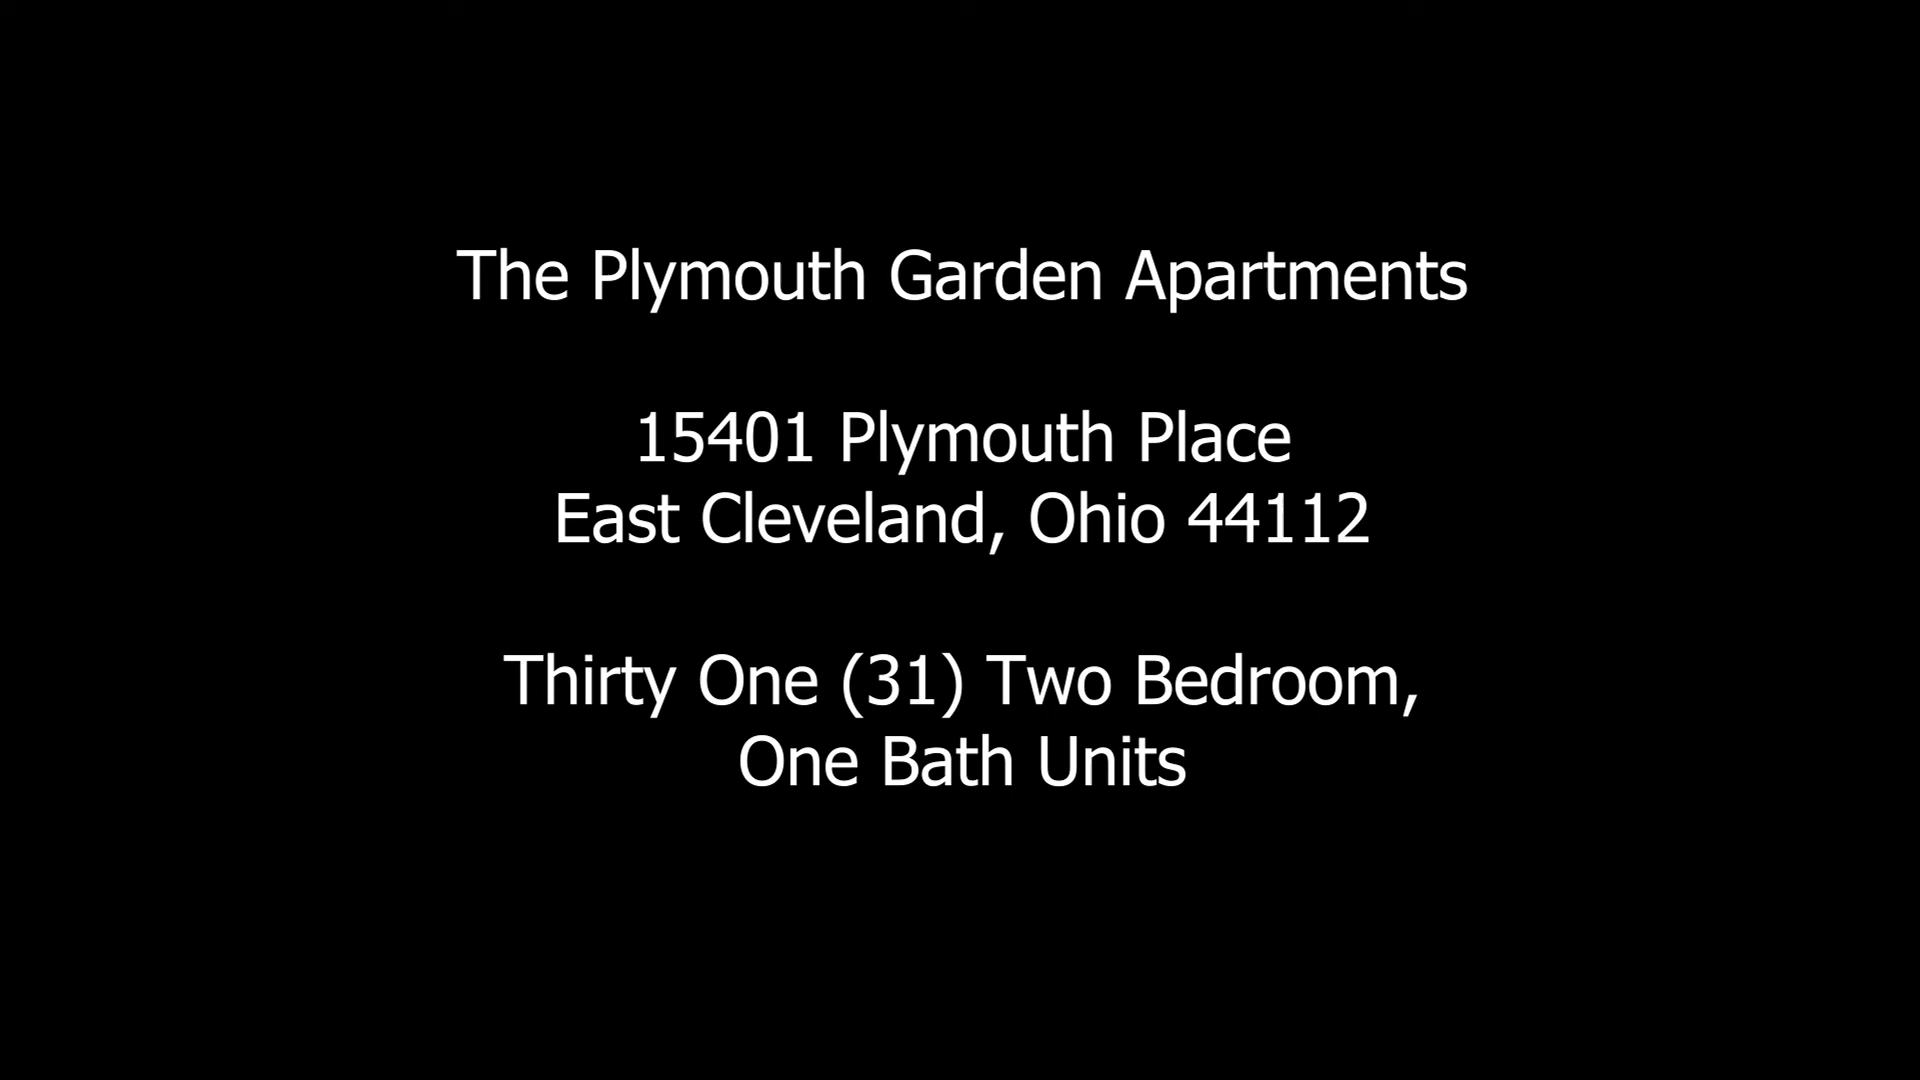 The Plymouth Garden Apartments
15401 Plymouth Place
East Cleveland, Ohio 44112
Thirty One (31) Two Bedroom,
One Bath Units